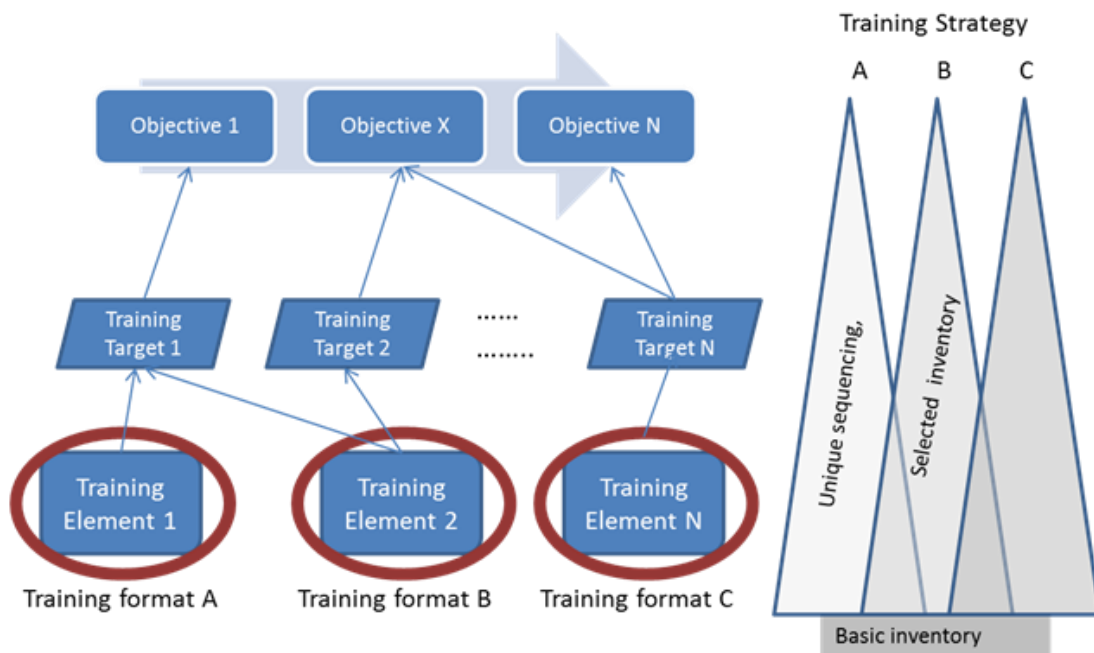 Training Strategy
A B C
Objective 1
Objective X
Objective N
Training
Target 1
Training
Target 2
......
........
Training
Target N
Training
Element 1
Training
Element 2
Training
Element N
Training format A
Training format B
Training format C
Unique sequencing,
Selected inventory
Basic inventory